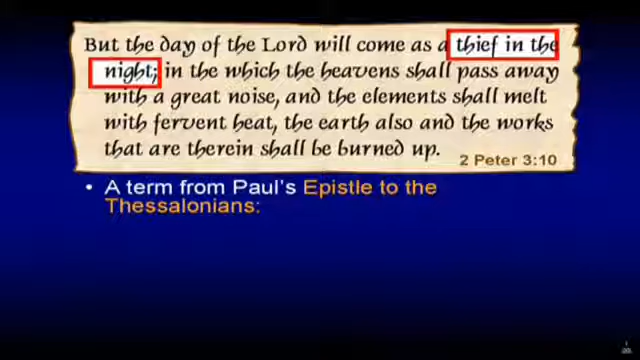 But the day of the Lord will come as a thief in the
night; in the which the heavens shall pass away
with a great noise, and the elements shall melt
with fervent heat, the earth also and the works
that are therein shall be burned up.
2 Peter 3:10
• A term from Paul's Epistle to the
Thessalonians: